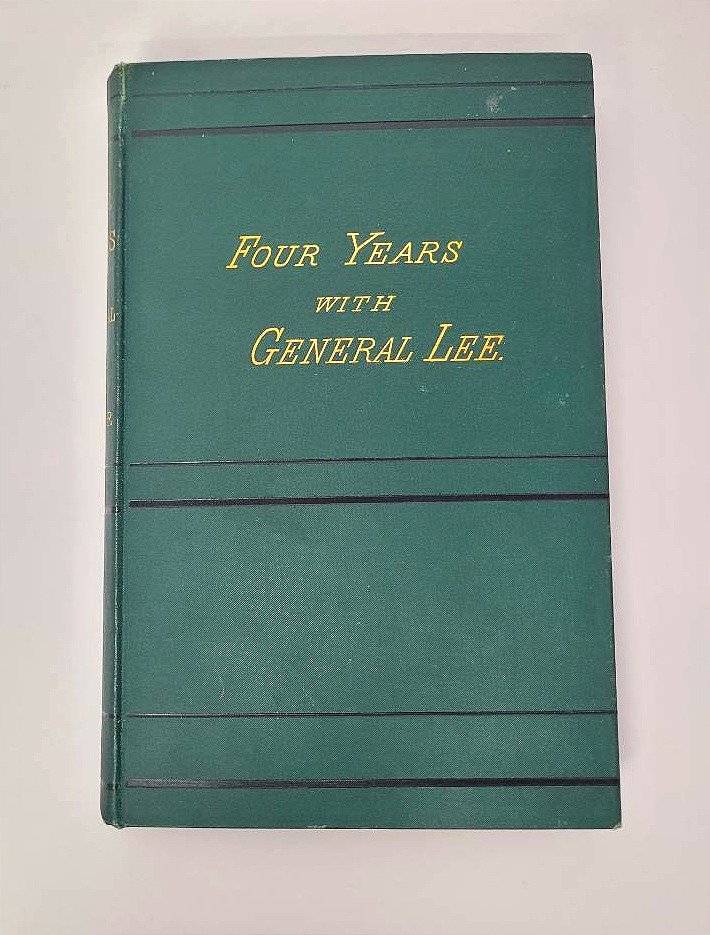 Four Years
with
General Lee.